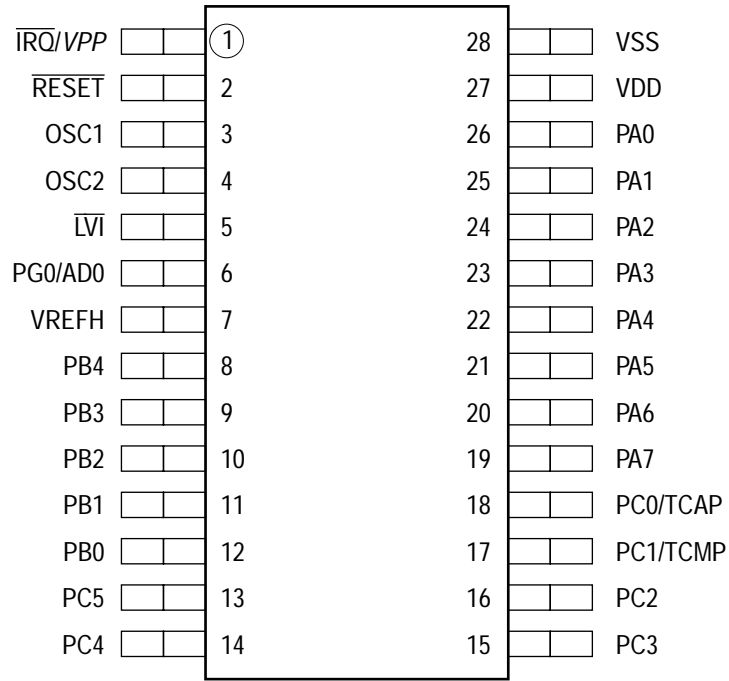 IRQ/VPP 1 28 VSS
RESET 2 27 VDD
OSC1 3 26 PA0
OSC2 4 25 PA1
LVI 5 24 PA2
PG0/AD0 6 23 PA3
VREFH 7 22 PA4
PB4 8 21 PA5
PB3 9 20 PA6
PB2 10 19 PA7
PB1 11 18 PC0/TCAP
PB0 12 17 PC1/TCMP
PC5 13 16 PC2
PC4 14 15 PC3